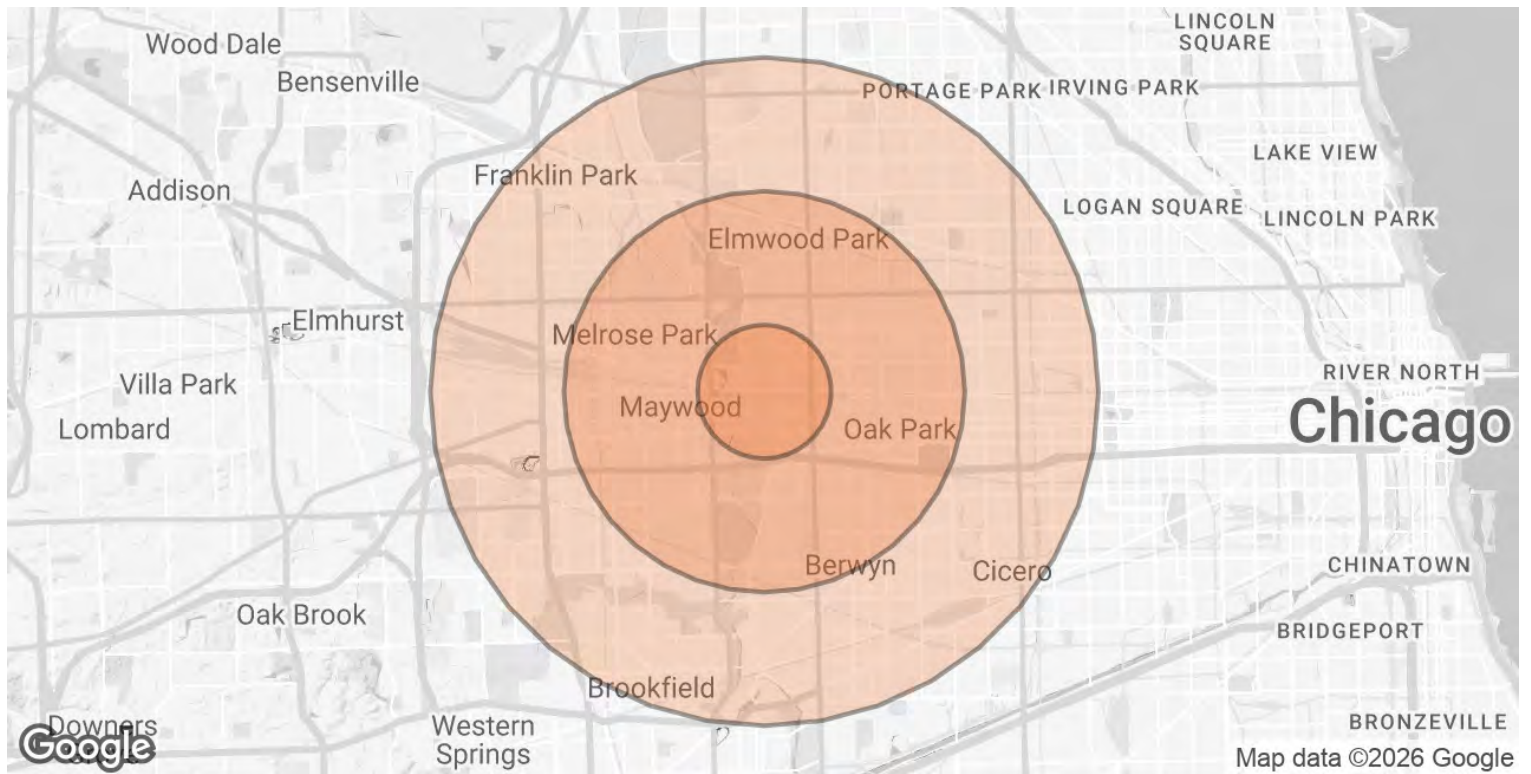 LINCOLN
SQUARE
Wood Dale
Bensenville
PORTAGE PARK
IRVING PARK
LAKE VIEW
Franklin Park
Addison
LOGAN SQUARE
LINCOLN PARK
Elmwood Park
Elmhurst
Melrose Park
RIVER NORTH
Villa Park
Maywood
Chicago
Lombard
Oak Park
Berwyn
Cicero
CHINATOWN
Oak Brook
BRIDGEPORT
Brookfield
Downers
Grove
Western
Springs
BRONZEVILLE
Google
Map data ©2026 Google